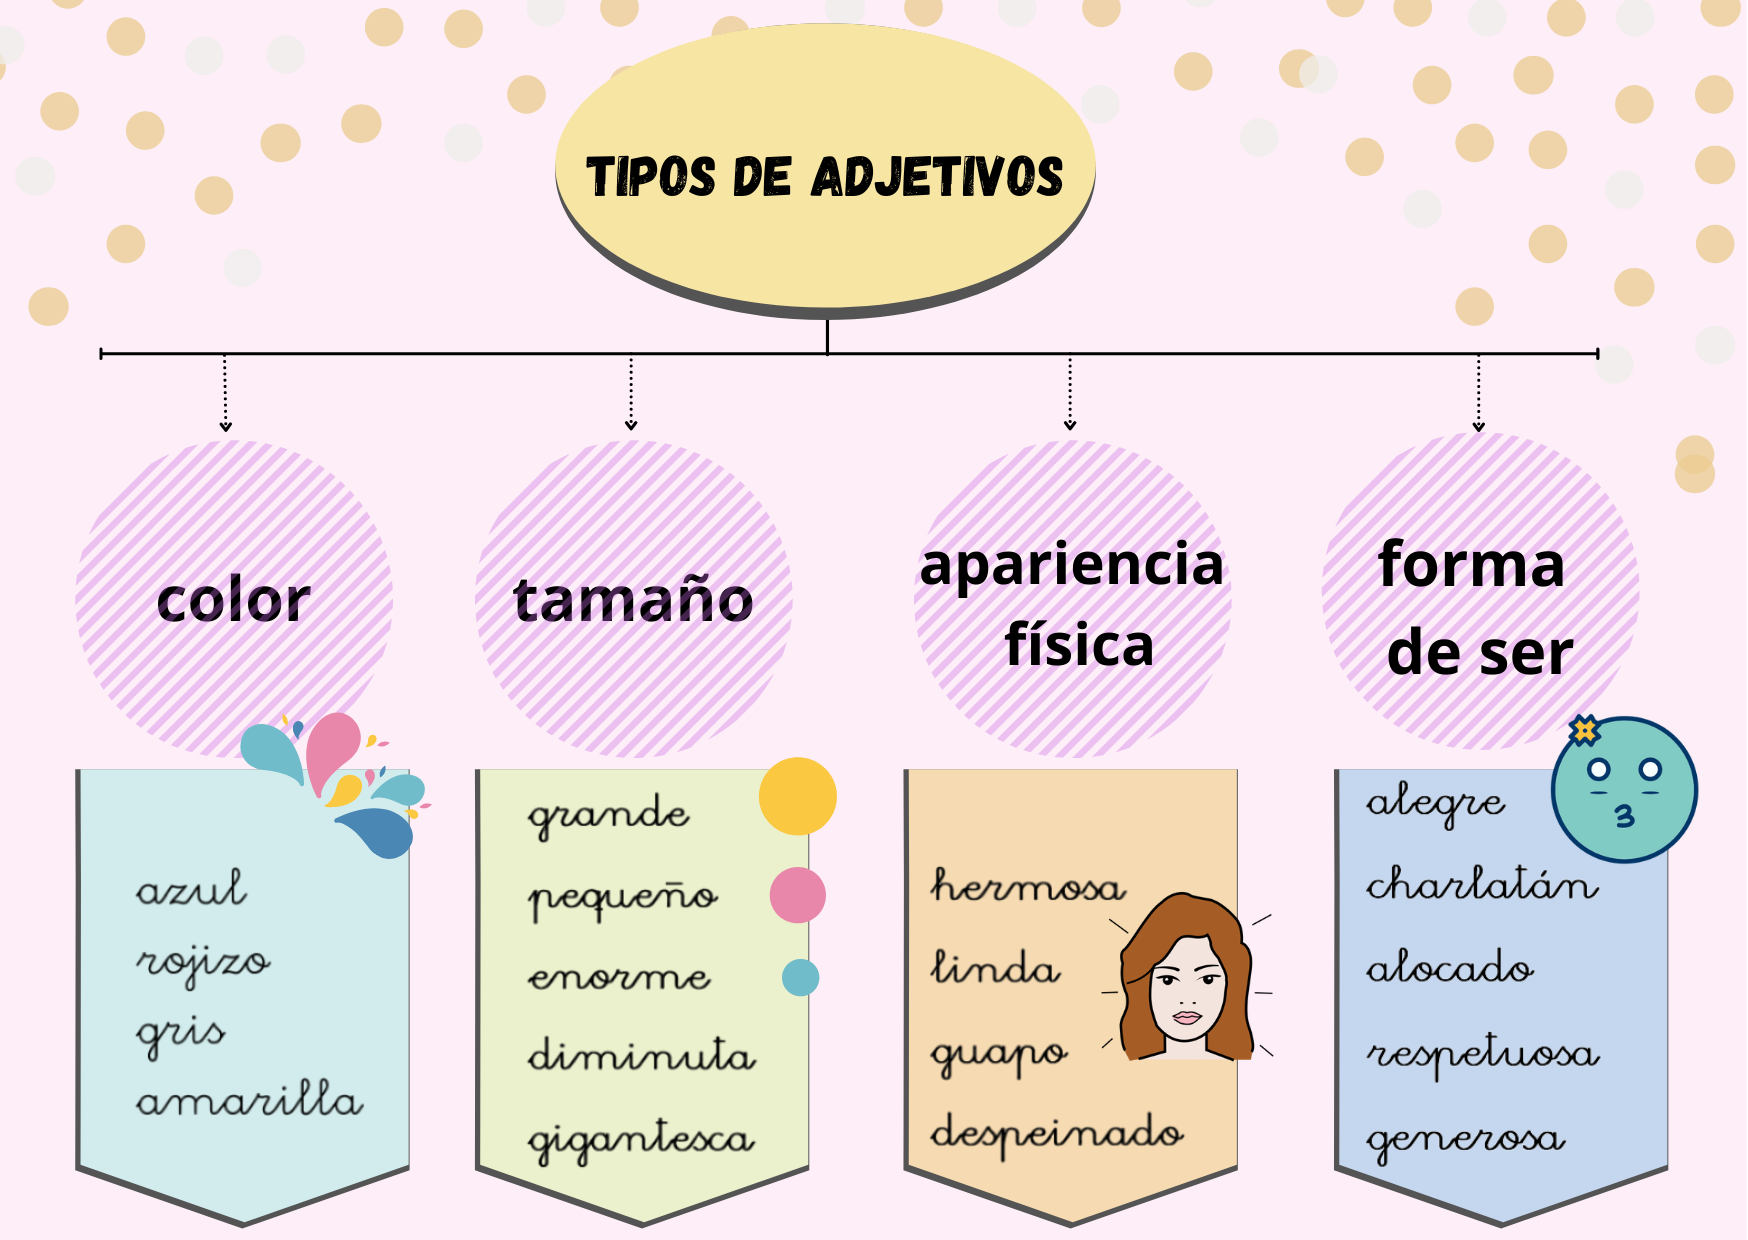 TIPOS DE ADJETIVOS
color
tamaño
apariencia
física
forma
de ser
azul
rojizo
gris
amarilla
grande
pequeño
enorme
diminuta
gigantesca
hermosa
linda
guapo
despeinado
alegre
charlatán
alocado
respetuosa
generosa